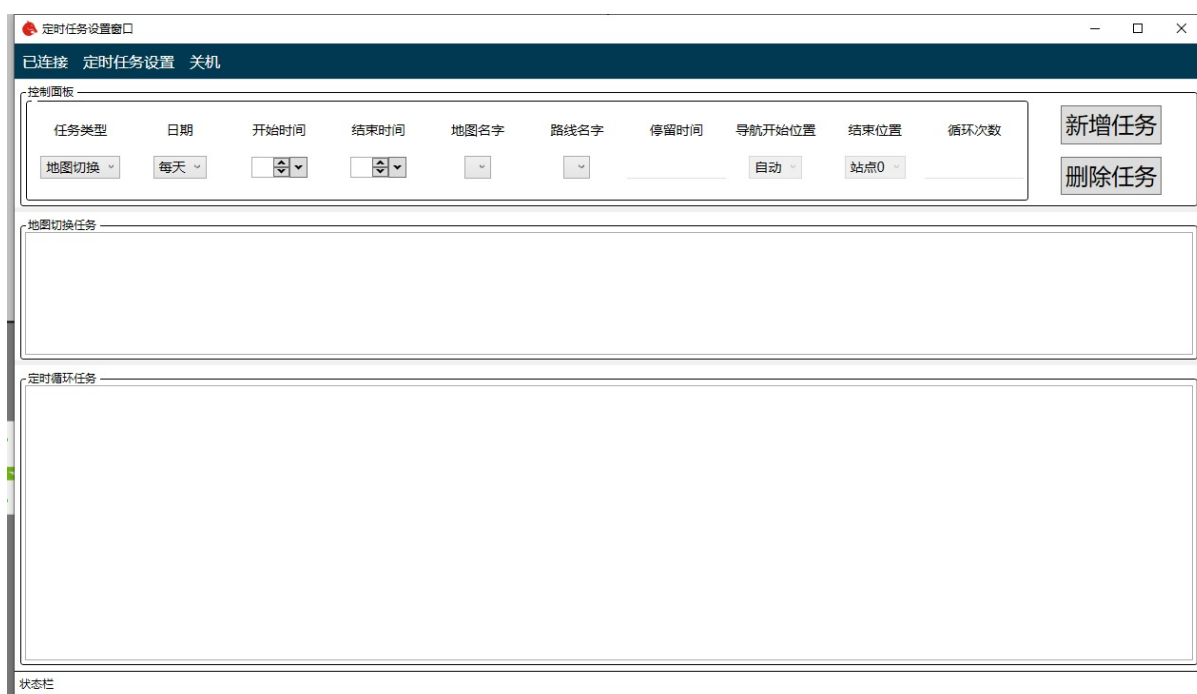 定时任务设置窗口
已连接 定时任务设置 关机
控制面板
任务类型 日期 开始时间 结束时间 地图名字 路线名字 停留时间 导航开始位置 结束位置 循环次数 新增任务
地图切换 每天 自动 站点0 删除任务
地图切换任务
定时循环任务
状态栏